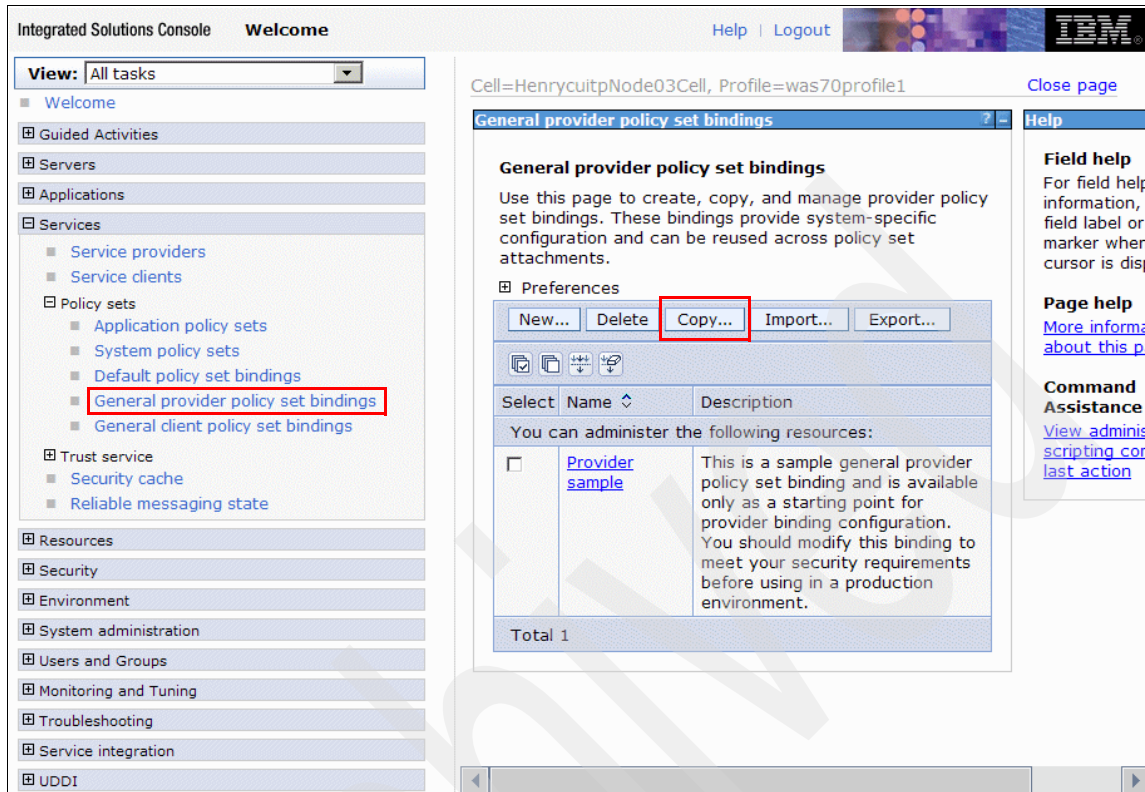 Integrated Solutions Console Welcome
Help | Logout
IBM
View: All tasks
Welcome
Guided Activities
Servers
Applications
Services
Service providers
Service clients
Policy sets
Application policy sets
System policy sets
Default policy set bindings
General provider policy set bindings
General client policy set bindings
Trust service
Security cache
Reliable messaging state
Resources
Security
Environment
System administration
Users and Groups
Monitoring and Tuning
Troubleshooting
Service integration
UDDI
Cell=HenrycuitpNode03Cell, Profile=was70profile1
Close page
General provider policy set bindings ? -
General provider policy set bindings
Use this page to create, copy, and manage provider policy
set bindings. These bindings provide system-specific
configuration and can be reused across policy set
attachments.
Preferences
New... Delete Copy... Import... Export...
Select Name Description
You can administer the following resources:
Provider
sample
This is a sample general provider
policy set binding and is available
only as a starting point for
provider binding configuration.
You should modify this binding to
meet your security requirements
before using in a production
environment.
Total 1
Help
Field help
For field help
information,
field label or
marker when
cursor is disp
Page help
More informa
about this p
Command
Assistance
View adminis
scripting com
last action